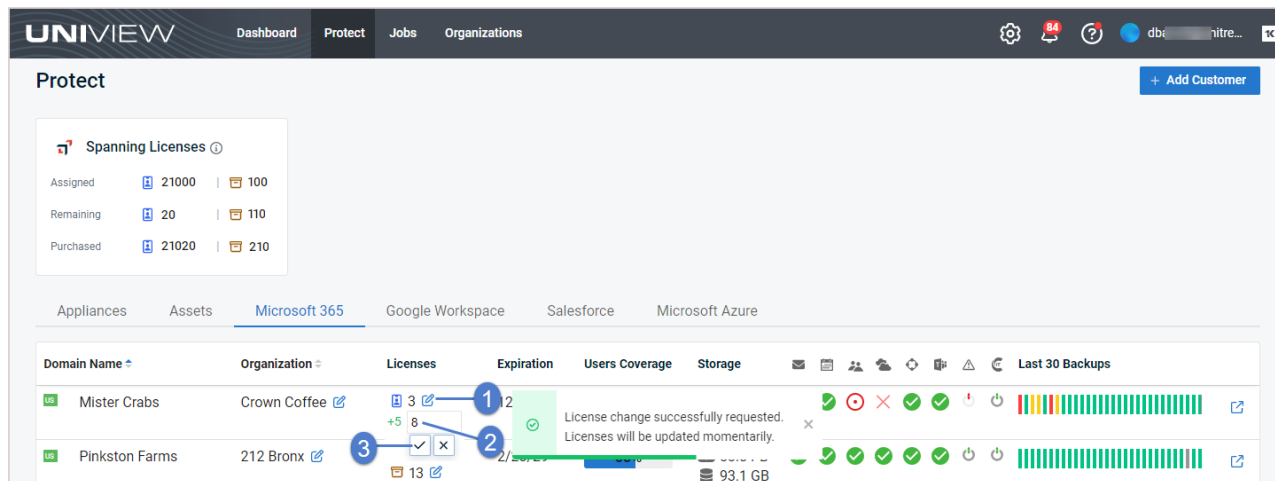 UNIVIEW Dashboard Protect Jobs Organizations 84 dba nitre...
Protect + Add Customer
Spanning Licenses
Assigned 21000 | 100
Remaining 20 | 110
Purchased 21020 | 210
Appliances Assets Microsoft 365 Google Workspace Salesforce Microsoft Azure
Domain Name Organization Licenses Expiration Users Coverage Storage Last 30 Backups
US Mister Crabs Crown Coffee 3 1 12
License change successfully requested.
Licenses will be updated momentarily.
+5 8 2
3
US Pinkston Farms 212 Bronx
13 93.1 GB